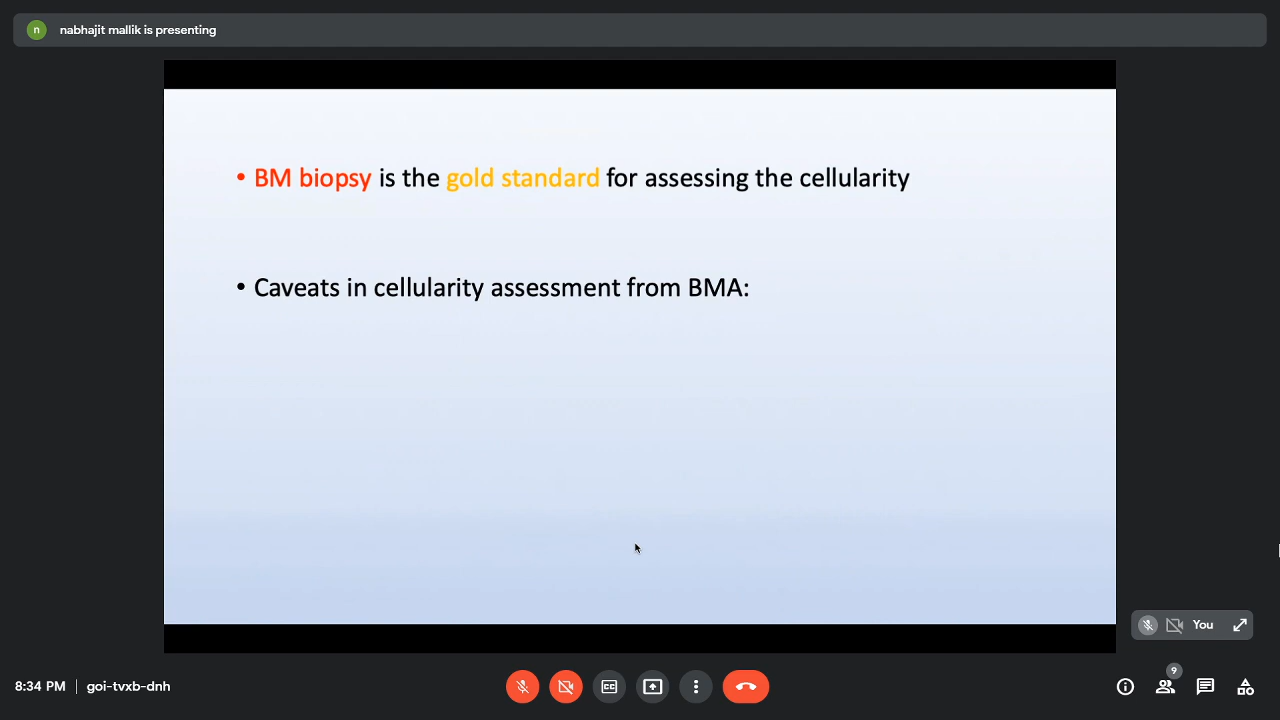 n nabhajit mallik is presenting
• BM biopsy is the gold standard for assessing the cellularity
• Caveats in cellularity assessment from BMA:
You
9
8:34 PM | goi-tvxb-dnh
CC